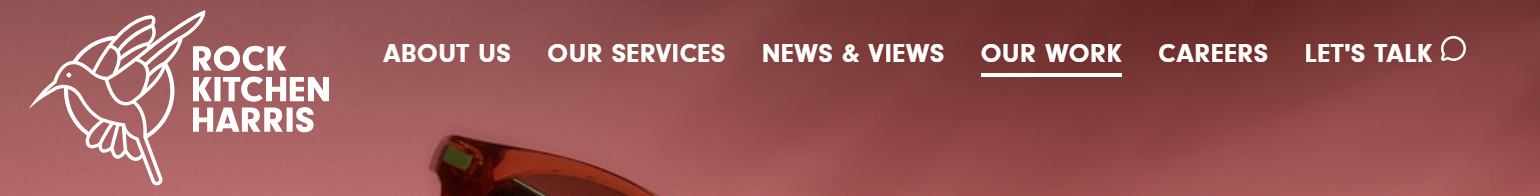 ROCK
KITCHEN
HARRIS
ABOUT US OUR SERVICES NEWS & VIEWS OUR WORK CAREERS LET'S TALK